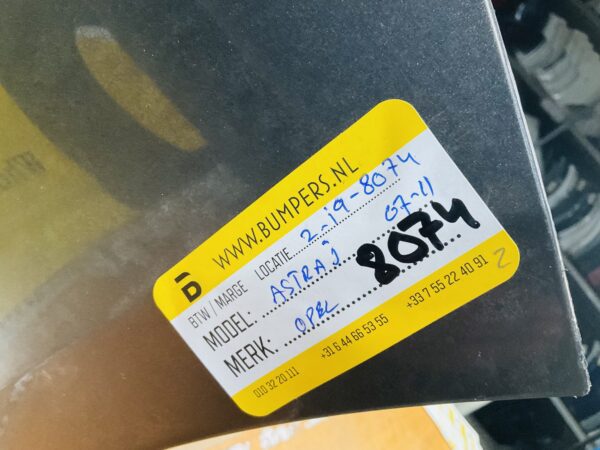 WWW.BUMPERS.NL
BTW / MARGE LOCATIE 2-19-8074
MODEL: ASTRA J 07-11
MERK: OPEL 8074
010 32 20 111 +31 6 44 66 53 55 +33 7 55 22 40 91 2